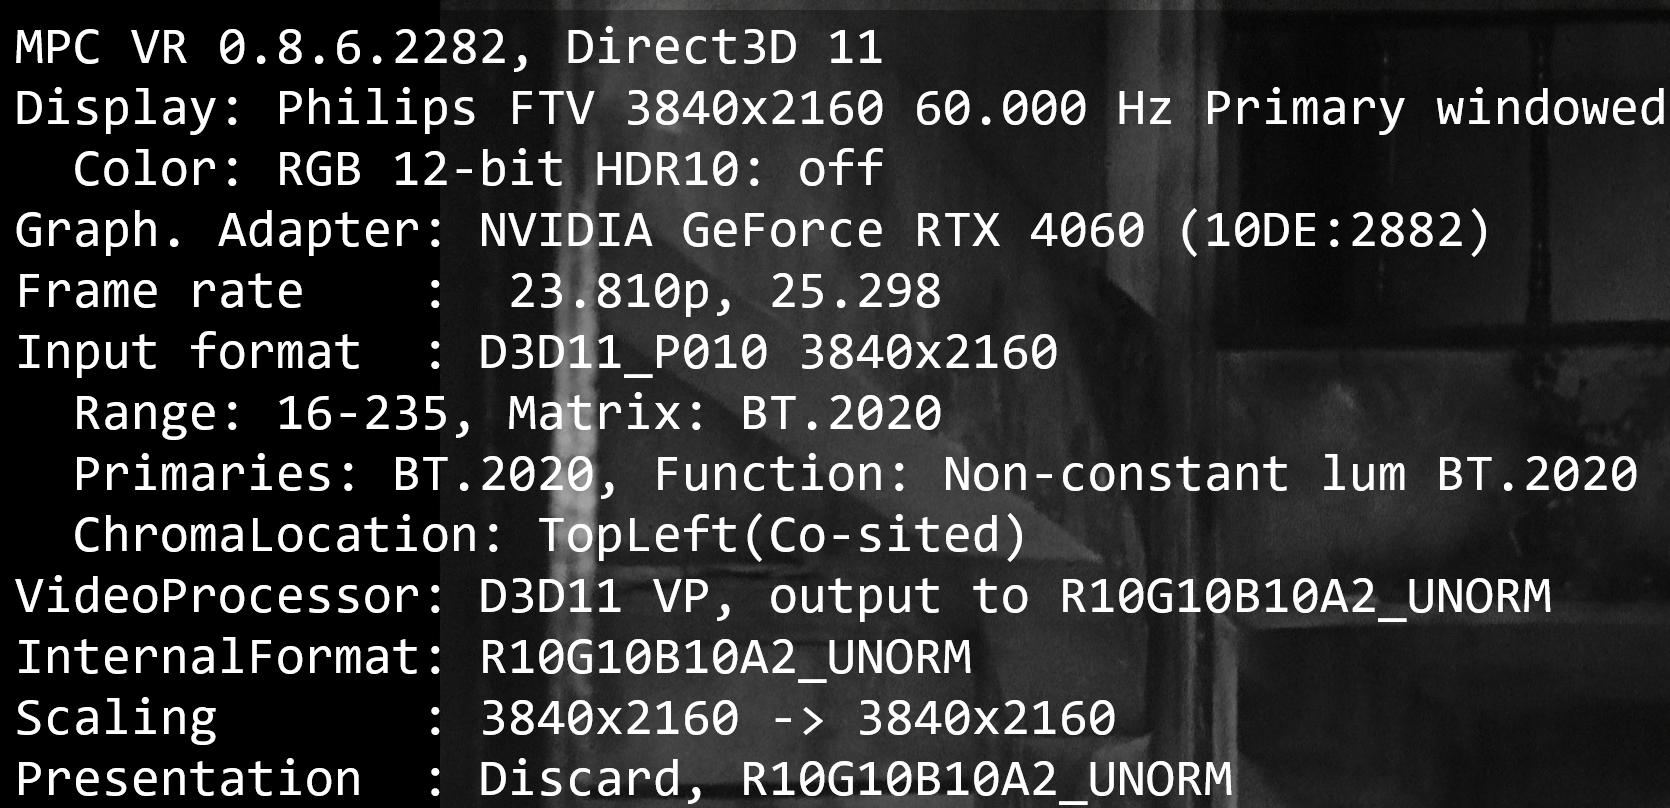 MPC VR 0.8.6.2282, Direct3D 11
Display: Philips FTV 3840x2160 60.000 Hz Primary windowed
Color: RGB 12-bit HDR10: off
Graph. Adapter: NVIDIA GeForce RTX 4060 (10DE:2882)
Frame rate : 23.810p, 25.298
Input format : D3D11_P010 3840x2160
Range: 16-235, Matrix: BT.2020
Primaries: BT.2020, Function: Non-constant lum BT.2020
ChromaLocation: TopLeft(Co-sited)
VideoProcessor: D3D11 VP, output to R10G10B10A2_UNORM
InternalFormat: R10G10B10A2_UNORM
Scaling : 3840x2160 -> 3840x2160
Presentation : Discard, R10G10B10A2_UNORM